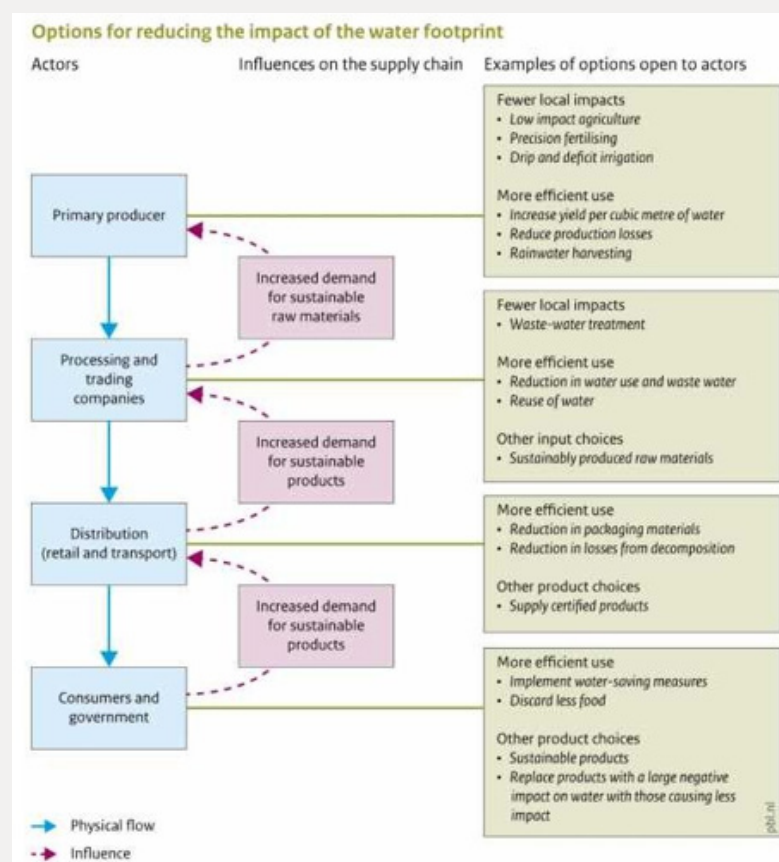 Options for reducing the impact of the water footprint
Actors
Influences on the supply chain
Examples of options open to actors
Primary producer
Fewer local impacts
• Low impact agriculture
• Precision fertilising
• Drip and deficit irrigation
More efficient use
• Increase yield per cubic metre of water
• Reduce production losses
• Rainwater harvesting
Increased demand
for sustainable
raw materials
Processing and
trading
companies
Fewer local impacts
• Waste-water treatment
More efficient use
• Reduction in water use and waste water
• Reuse of water
Other input choices
• Sustainably produced raw materials
Increased demand
for sustainable
products
Distribution
(retail and transport)
More efficient use
• Reduction in packaging materials
• Reduction in losses from decomposition
Other product choices
• Supply certified products
Increased demand
for sustainable
products
Consumers and
government
More efficient use
• Implement water-saving measures
• Discard less food
Other product choices
• Sustainable products
• Replace products with a large negative
impact on water with those causing less
impact
Physical flow
Influence
pbl.nl